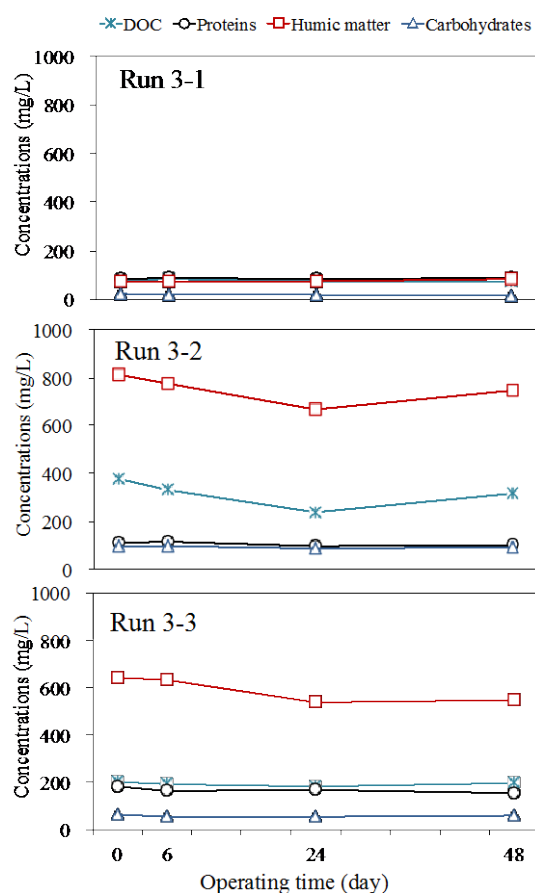 DOC Proteins Humic matter Carbohydrates
Run 3-1
Concentrations (mg/L)
1000
800
600
400
200
0
Run 3-2
Concentrations (mg/L)
1000
800
600
400
200
0
Run 3-3
Concentrations (mg/L)
1000
800
600
400
200
0
0 6 24 48
Operating time (day)